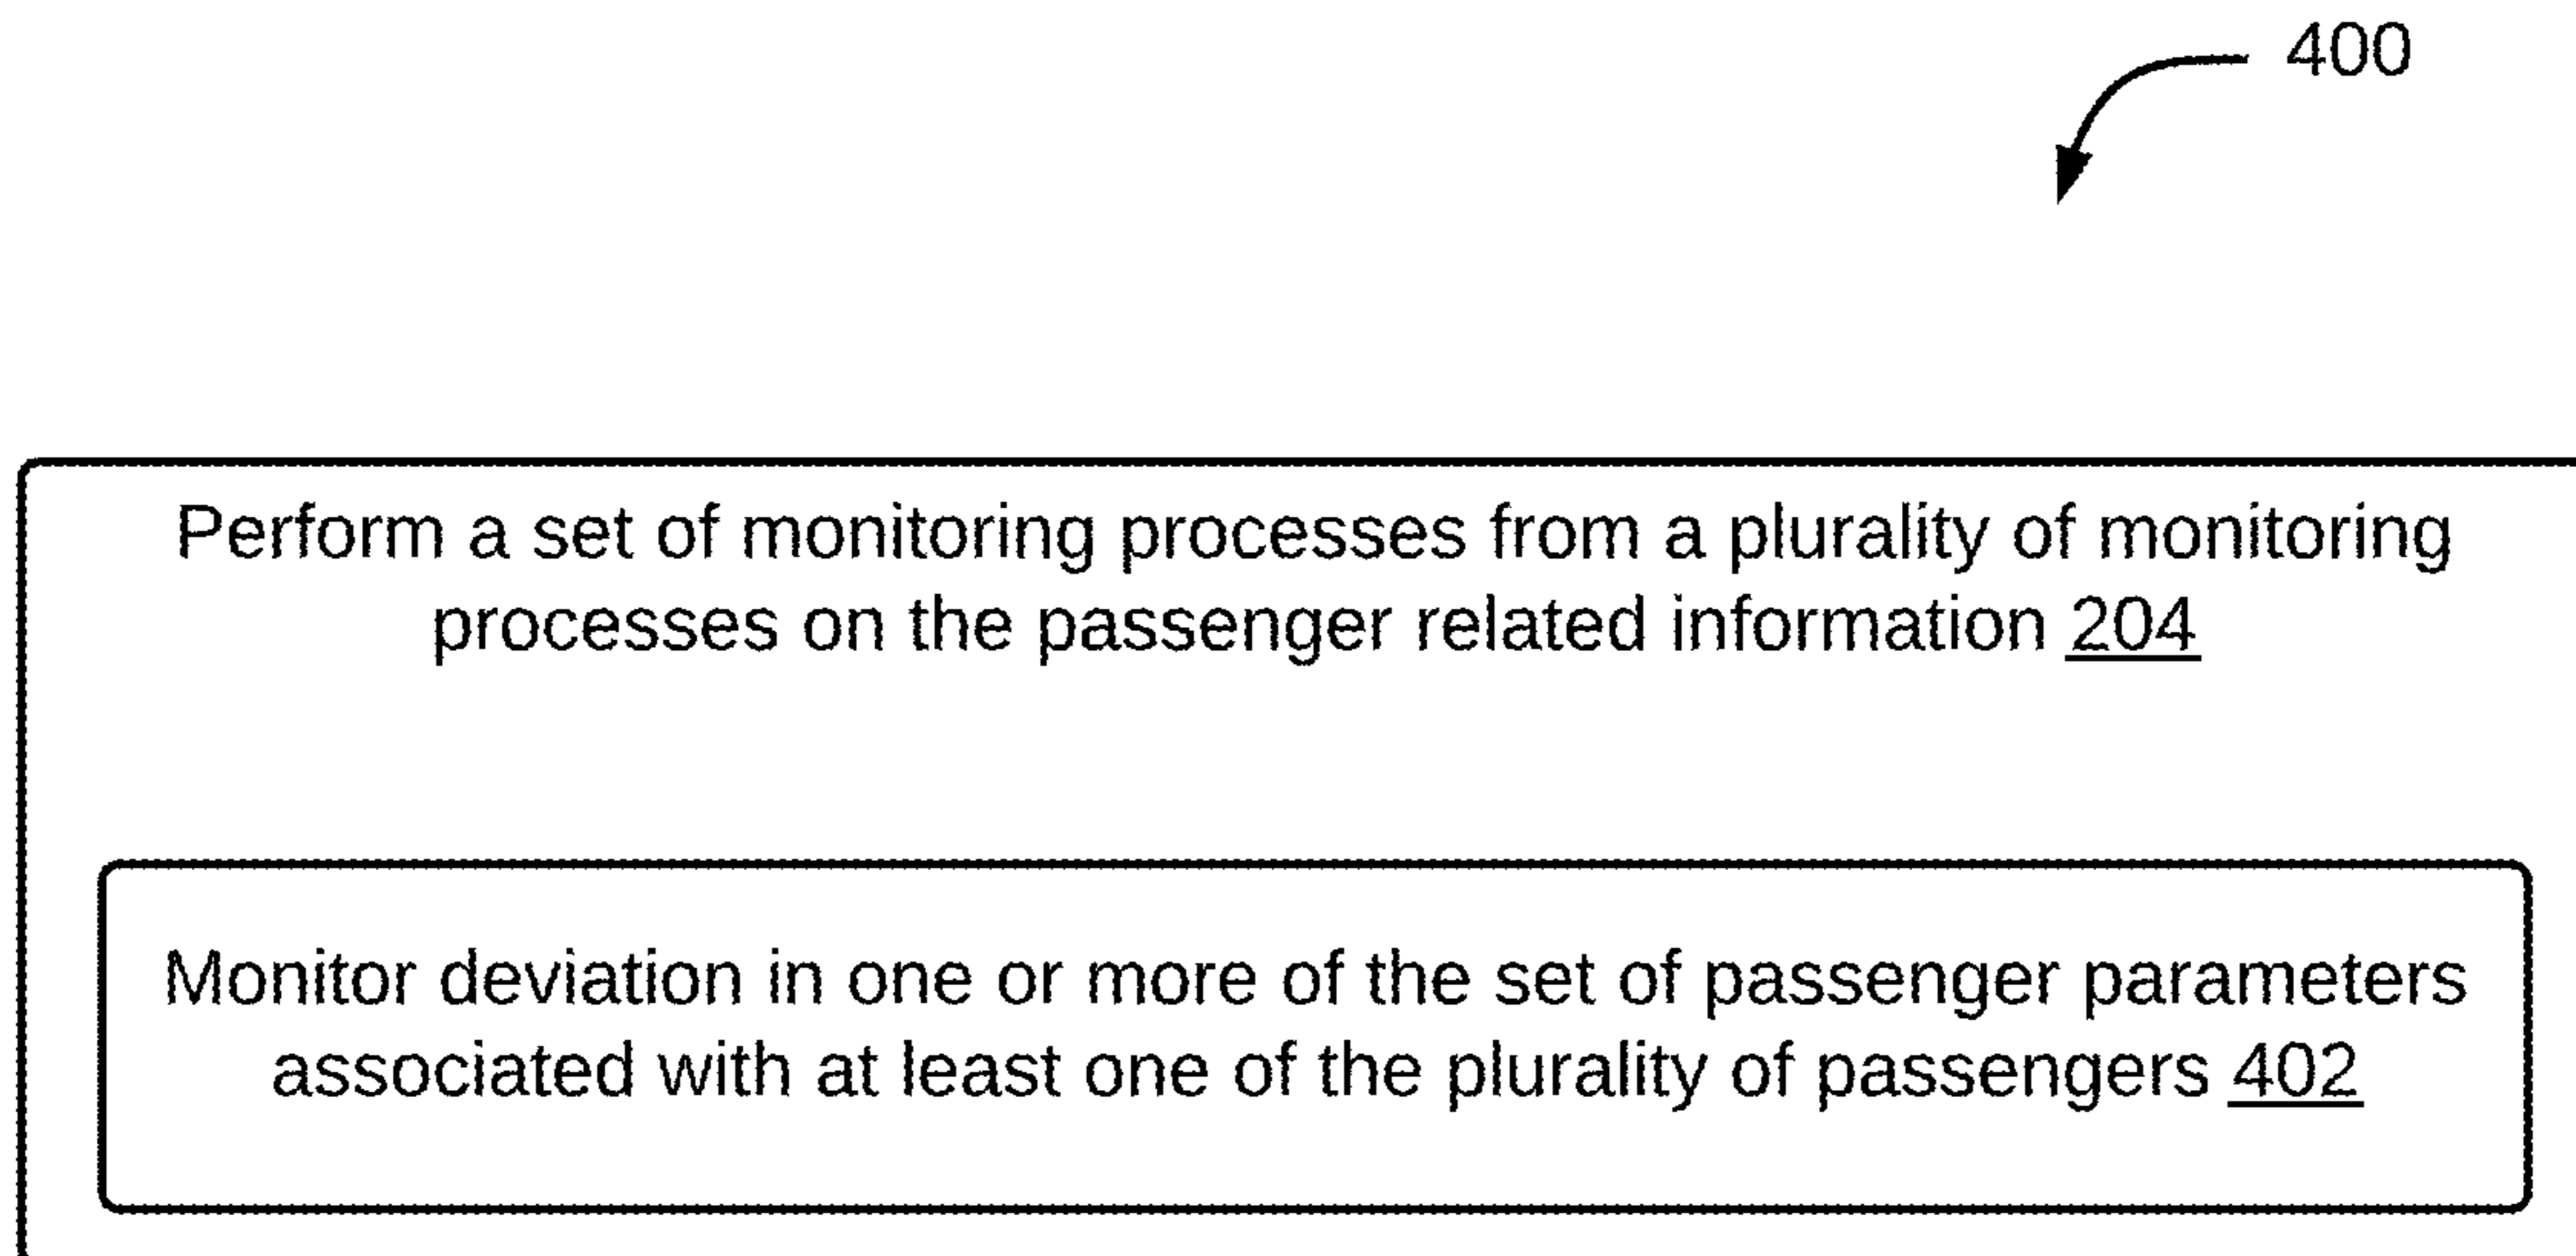 400
Perform a set of monitoring processes from a plurality of monitoring
processes on the passenger related information 204
Monitor deviation in one or more of the set of passenger parameters
associated with at least one of the plurality of passengers 402